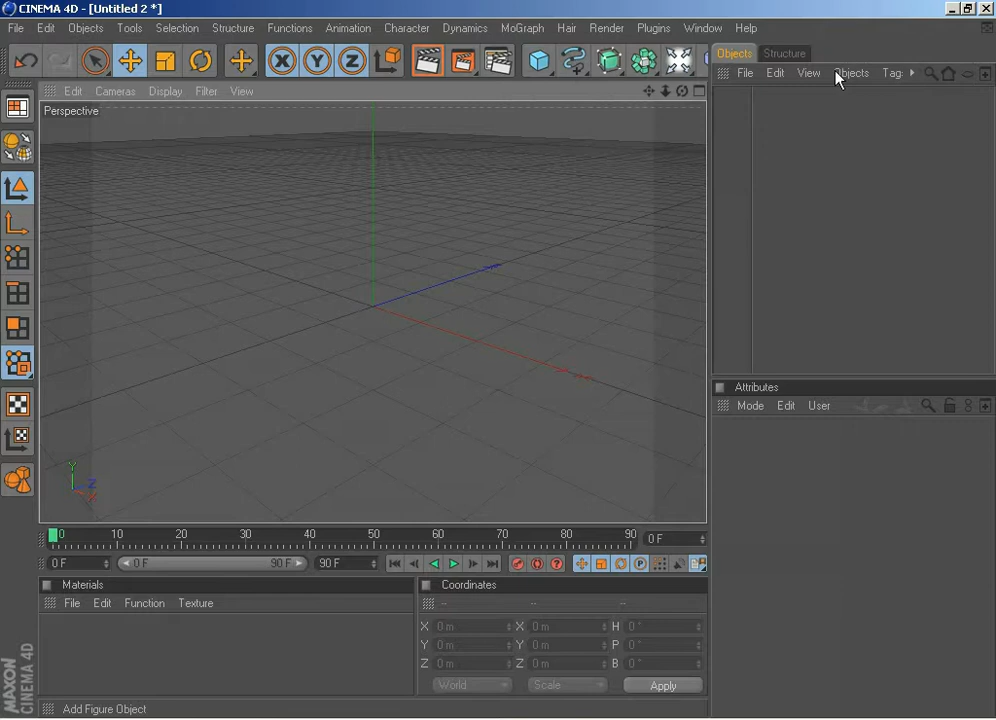 CINEMA 4D - [Untitled 2 *]
File Edit Objects Tools Selection Structure Functions Animation Character Dynamics MoGraph Hair Render Plugins Window Help
X Y Z
Objects Structure
File Edit View Objects Tag:
Edit Cameras Display Filter View
Perspective
Y
Z
X
Attributes
Mode Edit User
0 10 20 30 40 50 60 70 80 90 0 F
0 F 0 F 90 F 90 F P
Materials
File Edit Function Texture
Coordinates
-- -- --
X 0 m X 0 m H 0 °
Y 0 m Y 0 m P 0 °
Z 0 m Z 0 m B 0 °
World Scale Apply
MAXON
CINEMA 4D
Add Figure Object